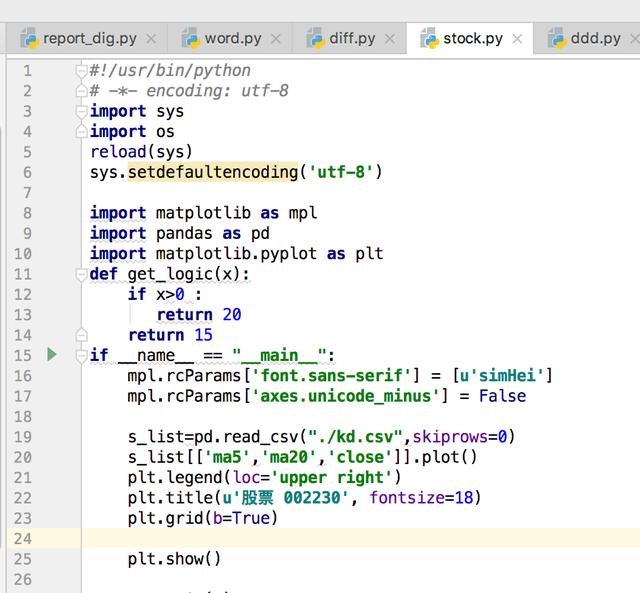 report_dig.py word.py diff.py stock.py ddd.py
1 #!/usr/bin/python
2 # -*- encoding: utf-8
3 import sys
4 import os
5 reload(sys)
6 sys.setdefaultencoding('utf-8')
7
8 import matplotlib as mpl
9 import pandas as pd
10 import matplotlib.pyplot as plt
11 def get_logic(x):
12 if x>0 :
13 return 20
14 return 15
15 if __name__ == "__main__":
16 mpl.rcParams['font.sans-serif'] = [u'simHei']
17 mpl.rcParams['axes.unicode_minus'] = False
18
19 s_list=pd.read_csv("./kd.csv",skiprows=0)
20 s_list[['ma5','ma20','close']].plot()
21 plt.legend(loc='upper right')
22 plt.title(u'股票 002230', fontsize=18)
23 plt.grid(b=True)
24
25 plt.show()
26